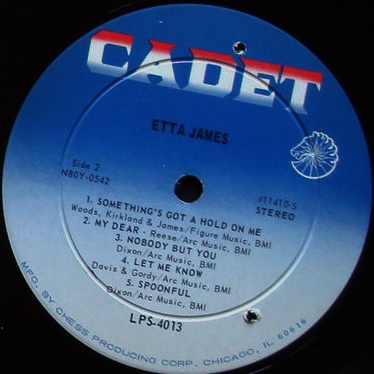 CADET
ETTA JAMES
Side 2
N80Y-0542
411410-S
STEREO
1. SOMETHING'S GOT A HOLD ON ME
Woods, Kirkland & James/Figure Music, BMI
2. MY DEAR - Reese/Arc Music, BMI
3. NOBODY BUT YOU
Dixon/Arc Music, BMI
4. LET ME KNOW
Davis & Gordy/Arc Music, BMI
5. SPOONFUL
Dixon/Arc Music, BMI
LPS-4013
MFG. BY CHESS PRODUCING CORP., CHICAGO, IL 60616